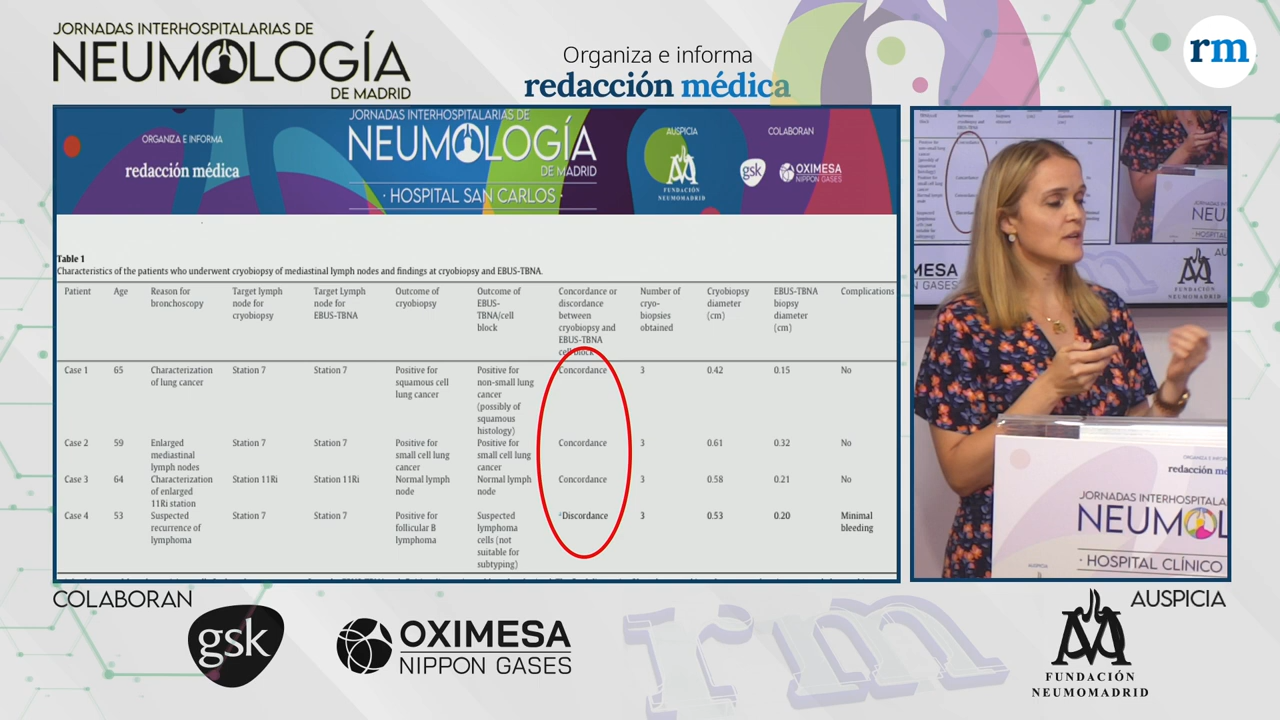 JORNADAS INTERHOSPITALARIAS DE
NEUMOLOGÍA
DE MADRID
Organiza e informa
redacción médica
rm
ORGANIZA E INFORMA
redacción médica
JORNADAS INTERHOSPITALARIAS DE
NEUMOLOGÍA
DE MADRID
· HOSPITAL SAN CARLOS ·
AUSPICIA
FUNDACIÓN
NEUMOMADRID
COLABORAN
gsk
OXIMESA
NIPPON GASES
Table 1
Characteristics of the patients who underwent cryobiopsy of mediastinal lymph nodes and findings at cryobiopsy and EBUS-TBNA.
Patient Age Reason for bronchoscopy Target lymph node for cryobiopsy Target Lymph node for EBUS-TBNA Outcome of cryobiopsy Outcome of EBUS-TBNA/cell block Concordance or discordance between cryobiopsy and EBUS-TBNA cell block Number of cryo-biopsies obtained Cryobiopsy diameter (cm) EBUS-TBNA biopsy diameter (cm) Complications
Case 1 65 Characterization of lung cancer Station 7 Station 7 Positive for squamous cell lung cancer Positive for non-small lung cancer (possibly of squamous histology) Concordance 3 0.42 0.15 No
Case 2 59 Enlarged mediastinal lymph nodes Station 7 Station 7 Positive for small cell lung cancer Positive for small cell lung cancer Concordance 3 0.61 0.32 No
Case 3 64 Characterization of enlarged 11Ri station Station 11Ri Station 11Ri Normal lymph node Normal lymph node Concordance 3 0.58 0.21 No
Case 4 53 Suspected recurrence of lymphoma Station 7 Station 7 Positive for follicular B lymphoma Suspected lymphoma cells (not suitable for subtyping) Discordance 3 0.53 0.20 Minimal bleeding
NEU
HOSPITAL
MESA
GASES
ORGANIZA E INFOR
redacción mé
JORNADAS INTERHOSPITALA
NEUMOL
· HOSPITAL CLÍNICO
AUSPICIA
COLABORAN
gsk
OXIMESA
NIPPON GASES
rm
AUSPICIA
FUNDACIÓN
NEUMOMADRID